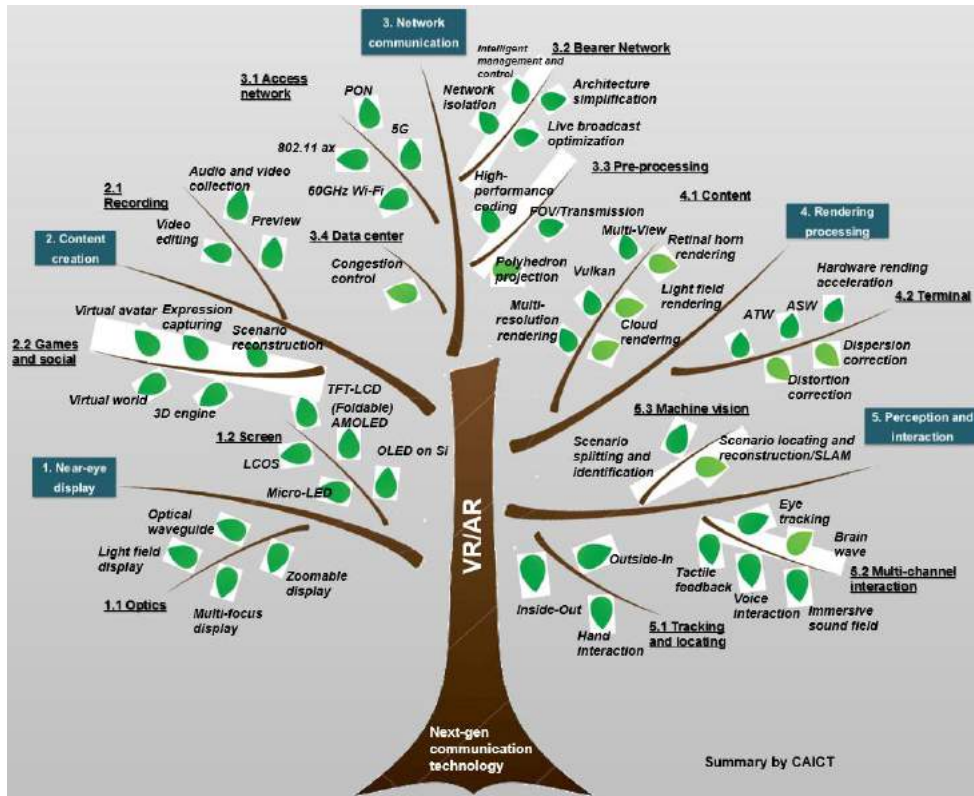 3. Network
communication
3.1 Access
network
PON
5G
802.11 ax
60GHz Wi-Fi
Intelligent
management and
control
3.2 Bearer Network
Network
isolation
Architecture
simplification
Live broadcast
optimization
3.3 Pre-processing
High-
performance
coding
FOV/Transmission
Polyhedron
projection
3.4 Data center
Congestion
control
2. Content
creation
2.1
Recording
Audio and video
collection
Video
editing
Preview
2.2 Games
and social
Virtual avatar
Expression
capturing
Scenario
reconstruction
Virtual world
3D engine
4. Rendering
processing
4.1 Content
Multi-View
Retinal horn
rendering
Vulkan
Light field
rendering
Multi-
resolution
rendering
Cloud
rendering
4.2 Terminal
Hardware rending
acceleration
ATW
ASW
Dispersion
correction
Distortion
correction
1. Near-eye
display
1.2 Screen
TFT-LCD
(Foldable)
AMOLED
LCOS
OLED on Si
Micro-LED
1.1 Optics
Optical
waveguide
Light field
display
Zoomable
display
Multi-focus
display
5. Perception and
interaction
5.3 Machine vision
Scenario
splitting and
identification
Scenario locating and
reconstruction/SLAM
5.2 Multi-channel
interaction
Eye
tracking
Brain
wave
Tactile
feedback
Voice
interaction
Immersive
sound field
5.1 Tracking
and locating
Outside-In
Inside-Out
Hand
interaction
VR/AR
Next-gen
communication
technology
Summary by CAICT